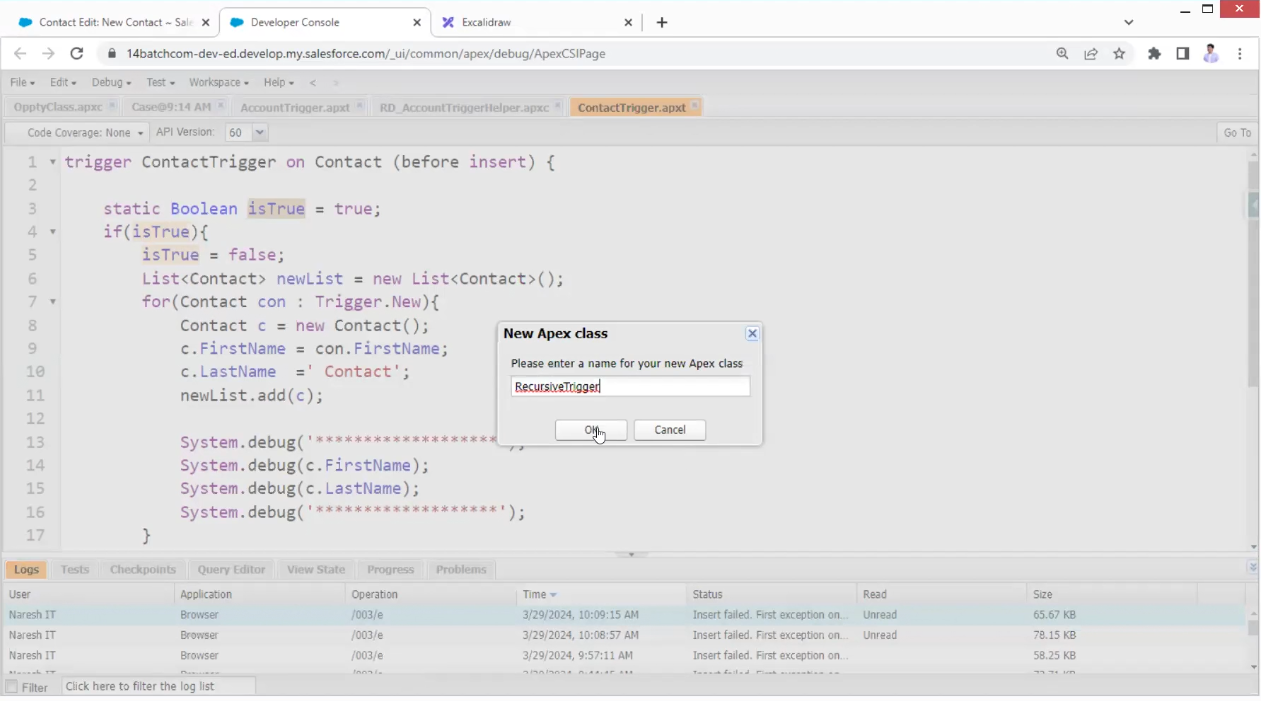 Contact Edit: New Contact ~ Sale
Developer Console
Excalidraw
14batchcom-dev-ed.develop.my.salesforce.com/_ui/common/apex/debug/ApexCSIPage
File Edit Debug Test Workspace Help < >
OpptyClass.apxc Case@9:14 AM AccountTrigger.apxt RD_AccountTriggerHelper.apxc ContactTrigger.apxt
Code Coverage: None API Version: 60 Go To
1 trigger ContactTrigger on Contact (before insert) {
2
3 static Boolean isTrue = true;
4 if(isTrue){
5 isTrue = false;
6 List<Contact> newList = new List<Contact>();
7 for(Contact con : Trigger.New){
8 Contact c = new Contact();
9 c.FirstName = con.FirstName;
10 c.LastName =' Contact';
11 newList.add(c);
12
13 System.debug('*******************');
14 System.debug(c.FirstName);
15 System.debug(c.LastName);
16 System.debug('*******************');
17 }
New Apex class
Please enter a name for your new Apex class
RecursiveTrigger
OK Cancel
Logs Tests Checkpoints Query Editor View State Progress Problems
User Application Operation Time Status Read Size
Naresh IT Browser /003/e 3/29/2024, 10:09:15 AM Insert failed. First exception on... Unread 65.67 KB
Naresh IT Browser /003/e 3/29/2024, 10:08:57 AM Insert failed. First exception on... Unread 78.15 KB
Naresh IT Browser /003/e 3/29/2024, 9:57:11 AM Insert failed. First exception on... 58.25 KB
Filter Click here to filter the log list